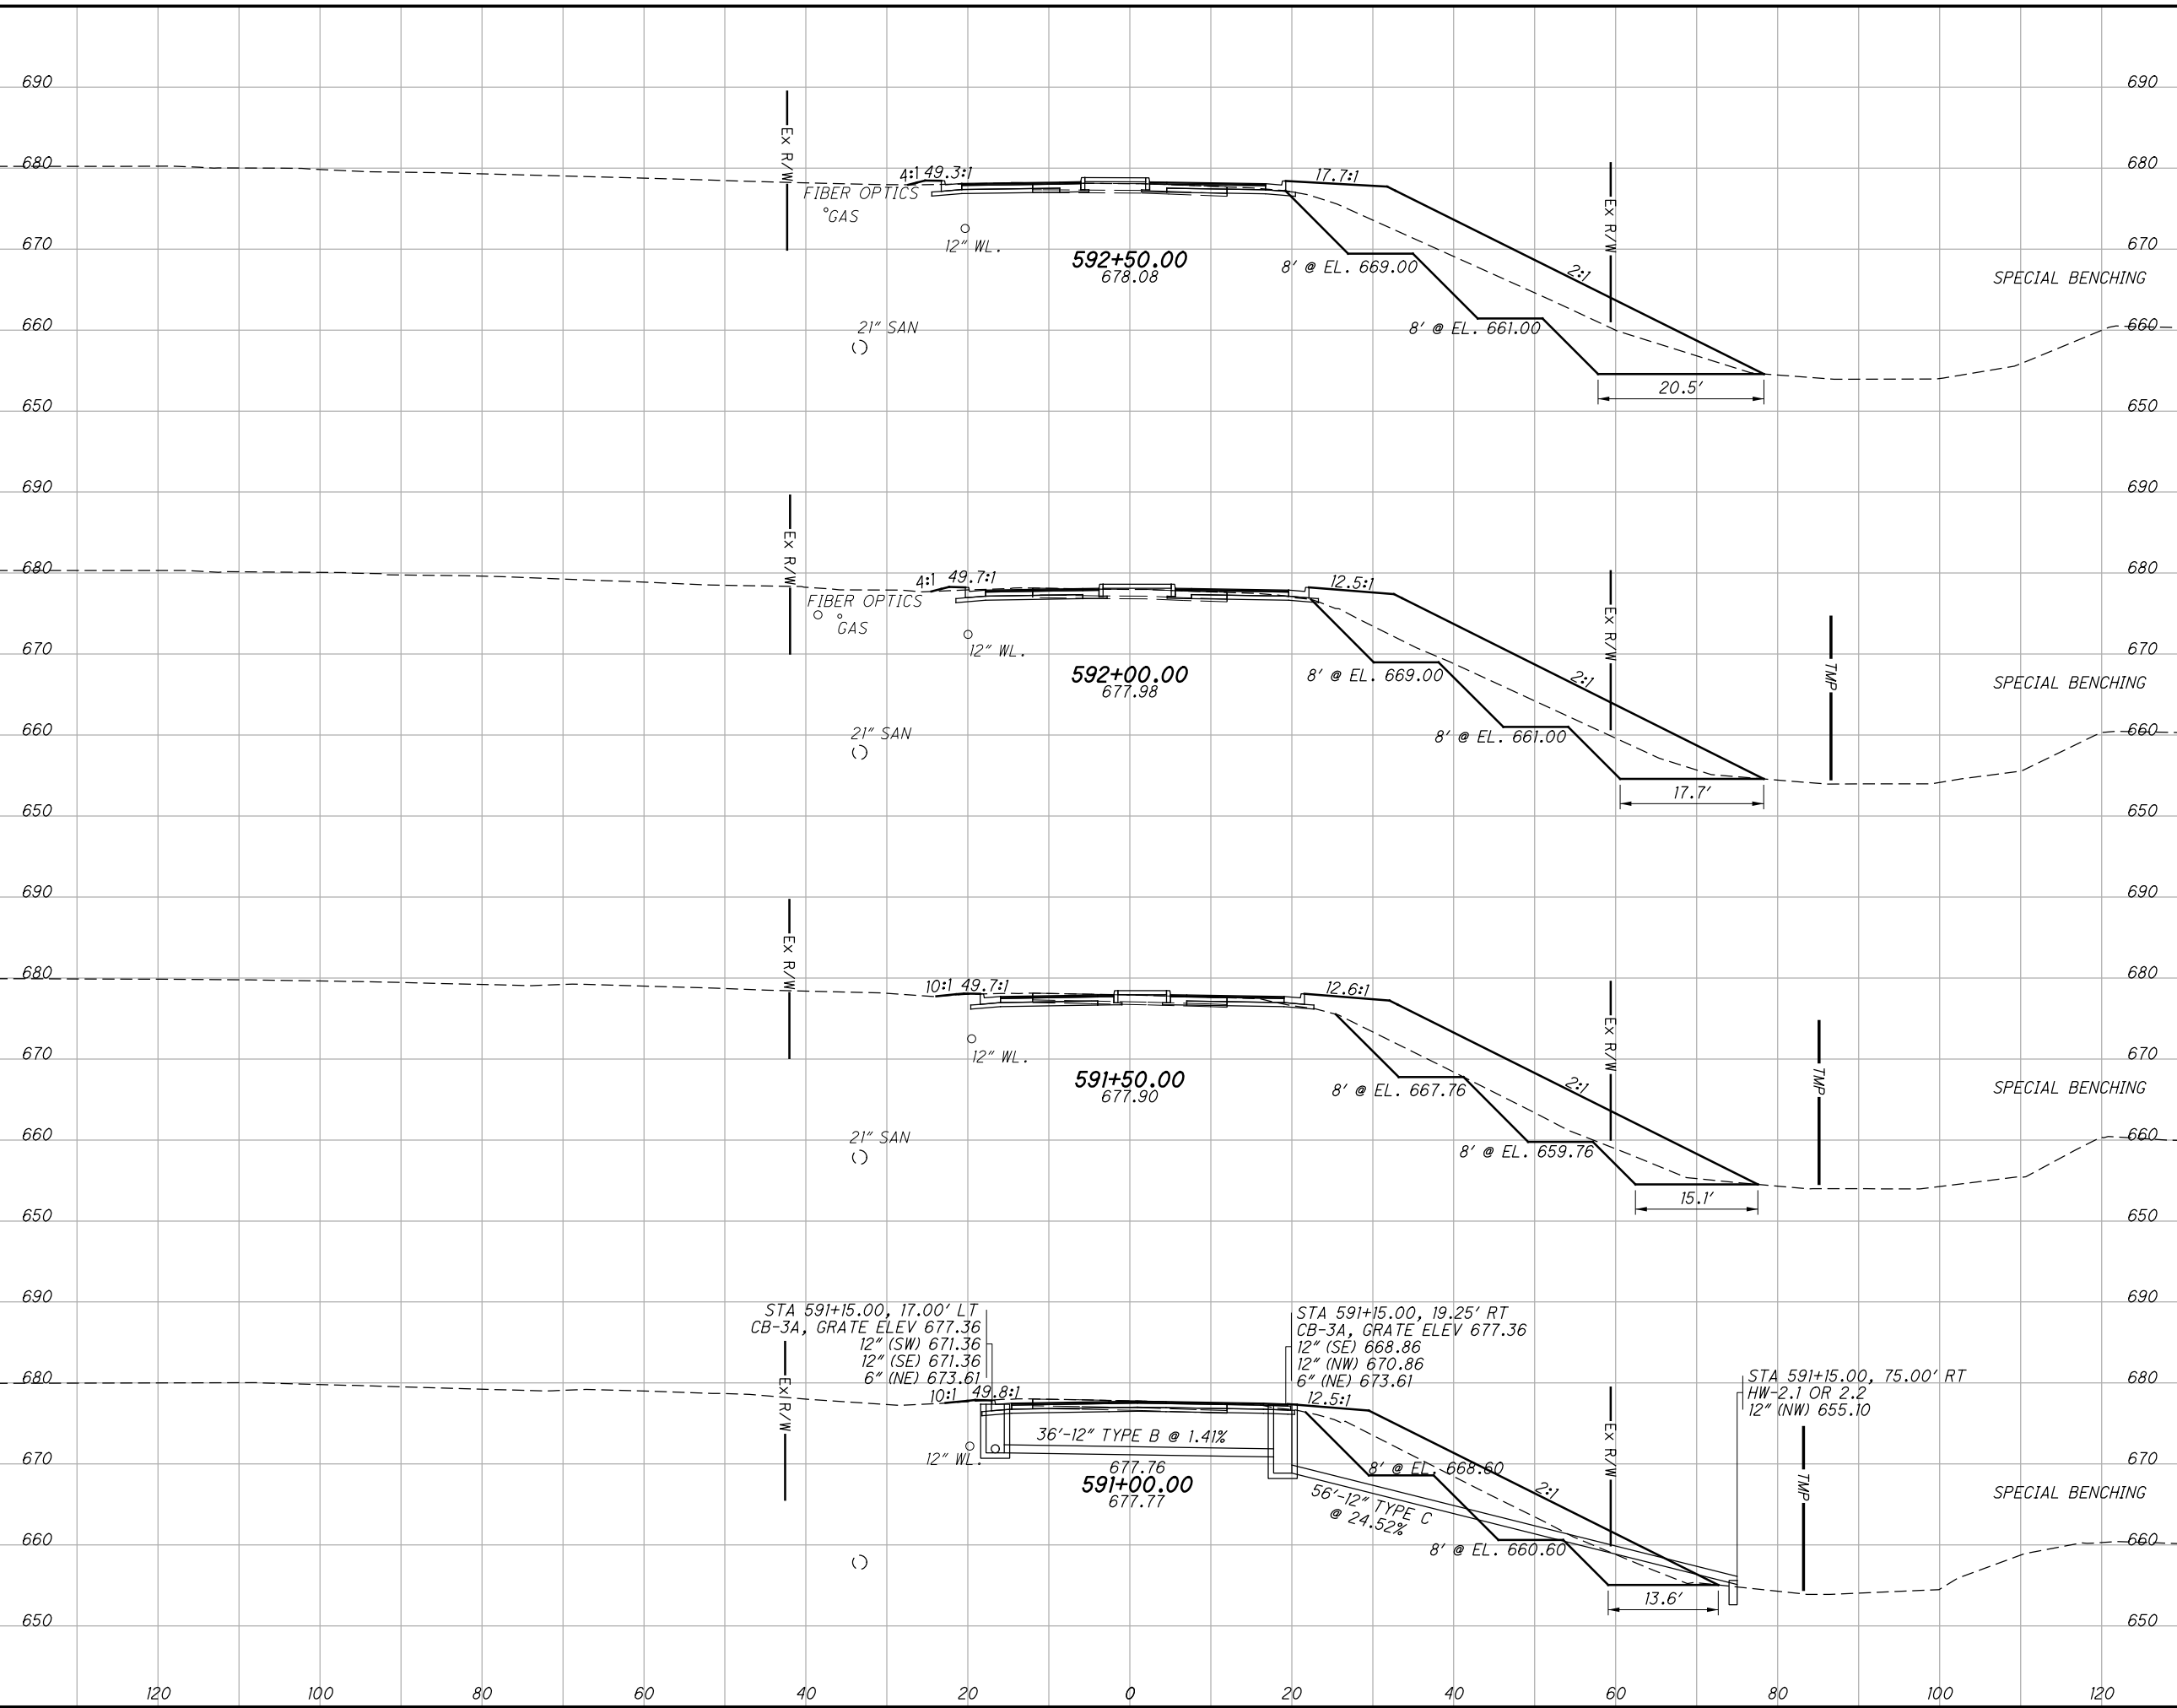 690 690
Ex R/W
680 4:1 49.3:1 17.7:1 680
FIBER OPTICS
GAS
Ex R/W
670 12" WL. 670
592+50.00
678.08
8' @ EL. 669.00
2:1
SPECIAL BENCHING
21" SAN
660 8' @ EL. 661.00 660
20.5'
650 650
690 690
Ex R/W
680 4:1 49.7:1 12.5:1 680
FIBER OPTICS
GAS
Ex R/W
12" WL.
670 670
592+00.00
677.98
8' @ EL. 669.00
2:1
TMP
SPECIAL BENCHING
21" SAN
660 8' @ EL. 661.00 660
17.7'
650 650
690 690
Ex R/W
680 10:1 49.7:1 12.6:1 680
Ex R/W
12" WL.
670 670
591+50.00
677.90
8' @ EL. 667.76
2:1
TMP
SPECIAL BENCHING
21" SAN
660 8' @ EL. 659.76 660
15.1'
650 650
690 690
STA 591+15.00, 17.00' LT
CB-3A, GRATE ELEV 677.36
12" (SW) 671.36
12" (SE) 671.36
6" (NE) 673.61
STA 591+15.00, 19.25' RT
CB-3A, GRATE ELEV 677.36
12" (SE) 668.86
12" (NW) 670.86
6" (NE) 673.61
STA 591+15.00, 75.00' RT
HW-2.1 OR 2.2
12" (NW) 655.10
Ex R/W
680 10:1 49.8:1 12.5:1 680
Ex R/W
36'-12" TYPE B @ 1.41%
12" WL.
670 670
677.76
591+00.00
677.77
8' @ EL. 668.60
56'-12" TYPE C
@ 24.52%
2:1
TMP
SPECIAL BENCHING
660 8' @ EL. 660.60 660
13.6'
650 650
120 100 80 60 40 20 0 20 40 60 80 100 120